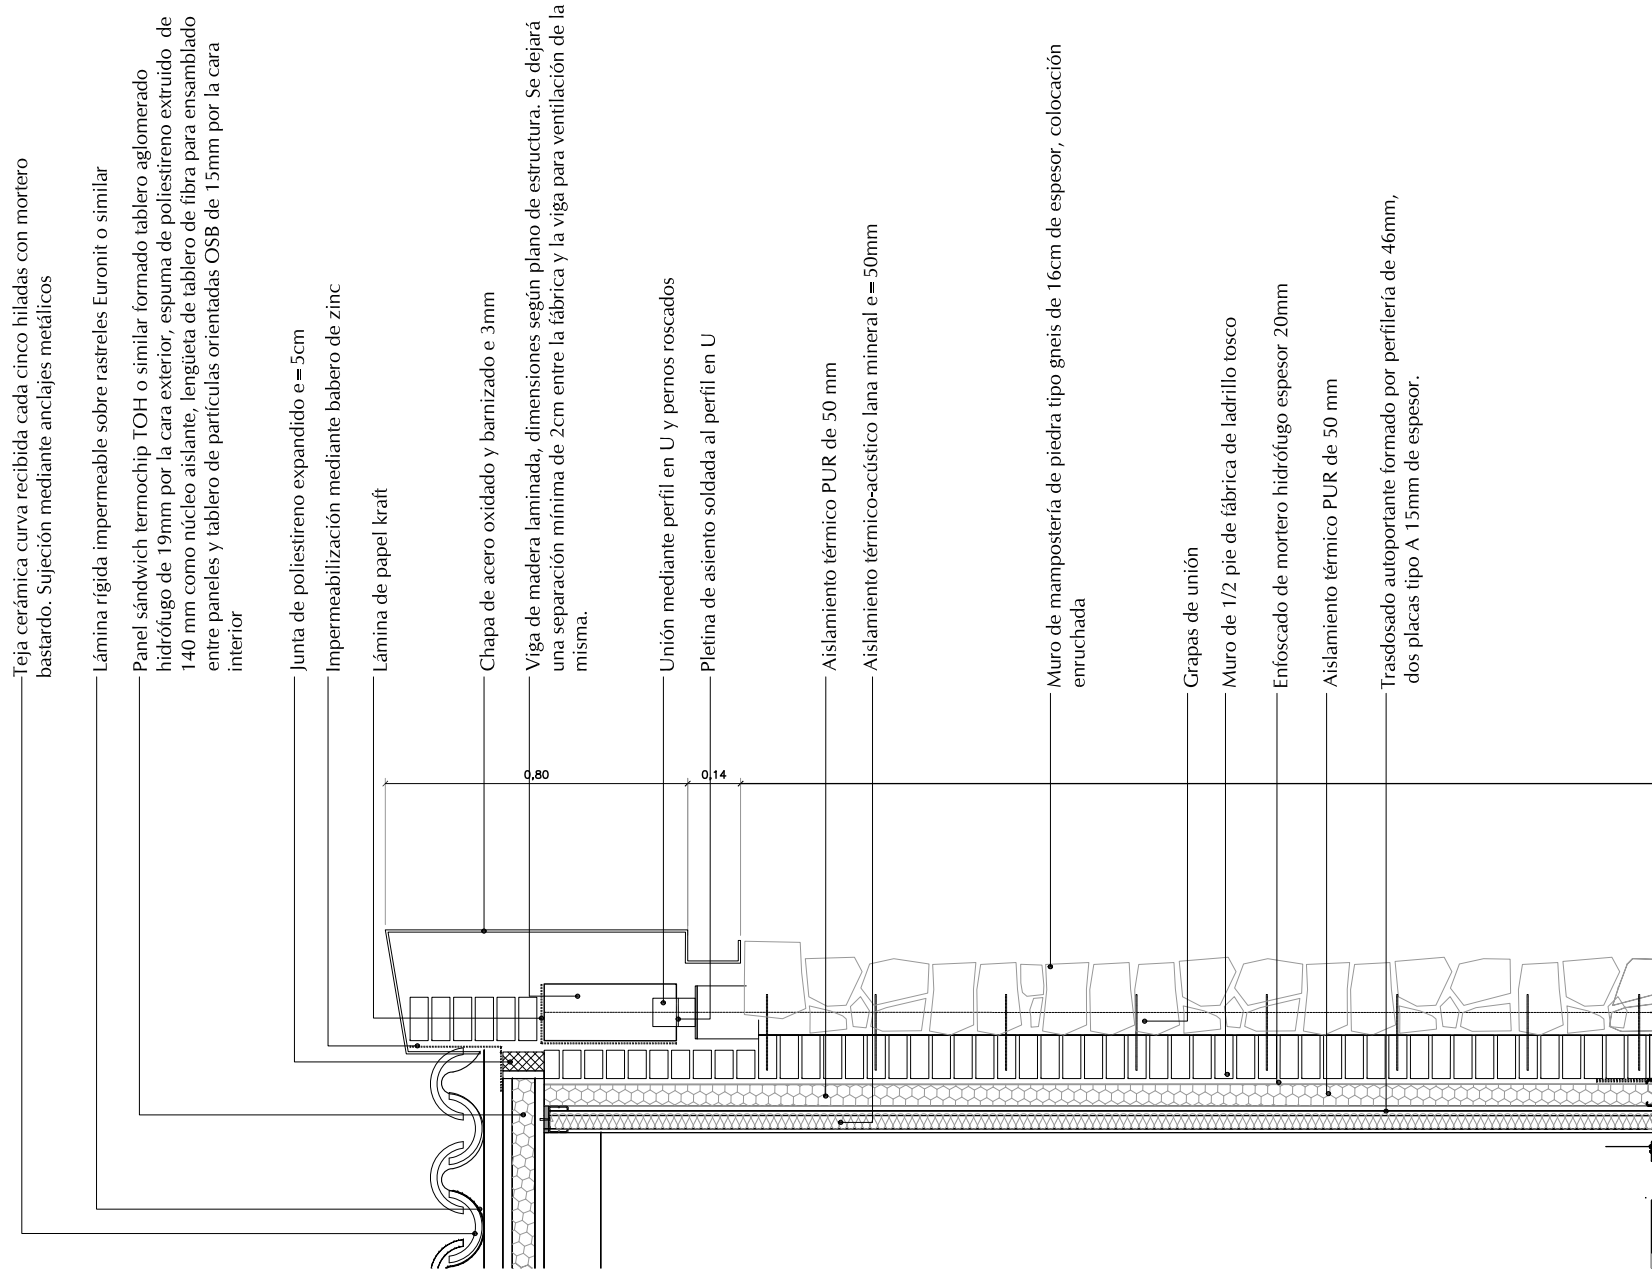 Teja cerámica curva recibida cada cinco hiladas con mortero
bastardo. Sujeción mediante anclajes metálicos
Lámina rígida impermeable sobre rastreles Euronit o similar
Panel sándwich termochip TOH o similar formado tablero aglomerado
hidrófugo de 19mm por la cara exterior, espuma de poliestireno extruido de
140 mm como núcleo aislante, lengüeta de tablero de fibra para ensamblado
entre paneles y tablero de partículas orientadas OSB de 15mm por la cara
interior
Junta de poliestireno expandido e=5cm
Impermeabilización mediante babero de zinc
Lámina de papel kraft
Chapa de acero oxidado y barnizado e 3mm
Viga de madera laminada, dimensiones según plano de estructura. Se dejará
una separación mínima de 2cm entre la fábrica y la viga para ventilación de la
misma.
Unión mediante perfil en U y pernos roscados
Pletina de asiento soldada al perfil en U
Aislamiento térmico PUR de 50 mm
Aislamiento térmico-acústico lana mineral e=50mm
Muro de mampostería de piedra tipo gneis de 16cm de espesor, colocación
enruchada
Grapas de unión
Muro de 1/2 pie de fábrica de ladrillo tosco
Enfoscado de mortero hidrófugo espesor 20mm
Aislamiento térmico PUR de 50 mm
Trasdosado autoportante formado por perfilería de 46mm,
dos placas tipo A 15mm de espesor.
0,80
0,14